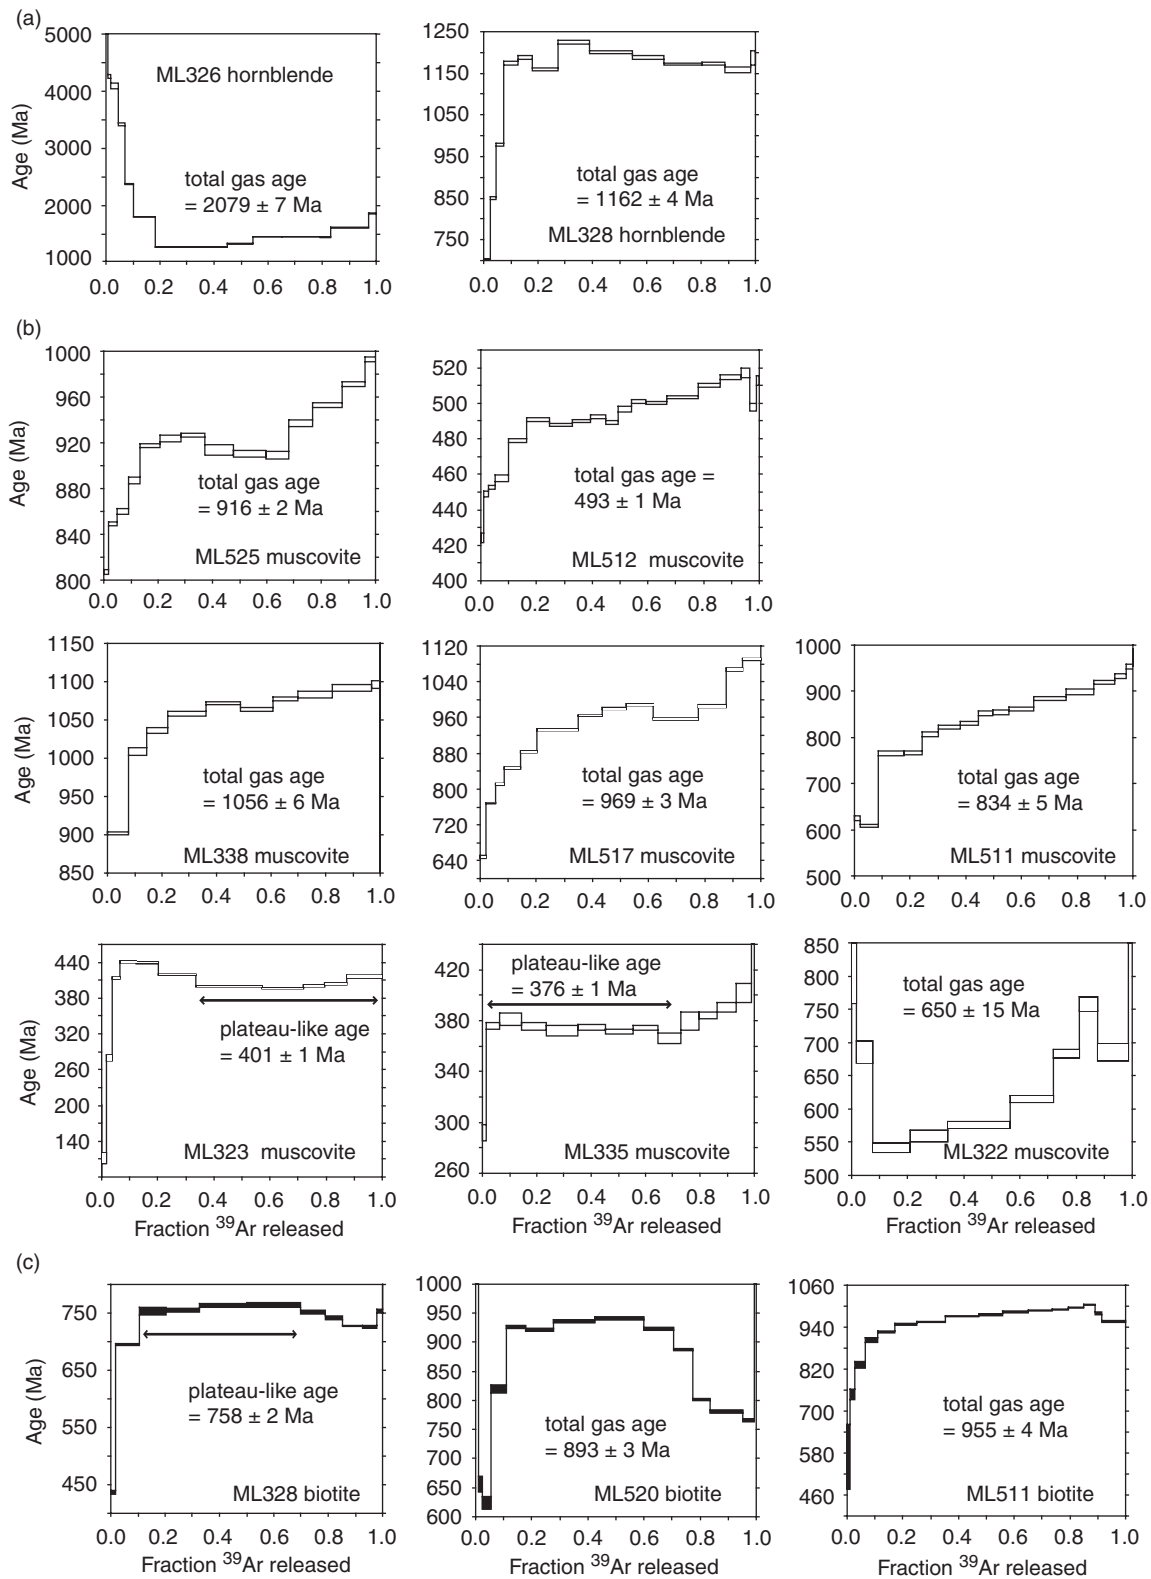 (a)
5000
4000
3000
2000
1000
Age (Ma)
ML326 hornblende
total gas age
= 2079 ± 7 Ma
0.0 0.2 0.4 0.6 0.8 1.0
1250
1150
1050
950
850
750
total gas age
= 1162 ± 4 Ma
ML328 hornblende
0.0 0.2 0.4 0.6 0.8 1.0
(b)
1000
960
920
880
840
800
Age (Ma)
total gas age
= 916 ± 2 Ma
ML525 muscovite
0.0 0.2 0.4 0.6 0.8 1.0
520
500
480
460
440
420
400
total gas age =
493 ± 1 Ma
ML512 muscovite
0.0 0.2 0.4 0.6 0.8 1.0
1150
1100
1050
1000
950
900
850
Age (Ma)
total gas age
= 1056 ± 6 Ma
ML338 muscovite
0.0 0.2 0.4 0.6 0.8 1.0
1120
1040
960
880
800
720
640
total gas age
= 969 ± 3 Ma
ML517 muscovite
0.0 0.2 0.4 0.6 0.8 1.0
1000
900
800
700
600
500
total gas age
= 834 ± 5 Ma
ML511 muscovite
0.0 0.2 0.4 0.6 0.8 1.0
440
380
320
260
200
140
Age (Ma)
plateau-like age
= 401 ± 1 Ma
ML323 muscovite
0.0 0.2 0.4 0.6 0.8 1.0
Fraction 39Ar released
420
380
340
300
260
plateau-like age
= 376 ± 1 Ma
ML335 muscovite
0.0 0.2 0.4 0.6 0.8 1.0
Fraction 39Ar released
850
800
750
700
650
600
550
500
total gas age
= 650 ± 15 Ma
ML322 muscovite
0.0 0.2 0.4 0.6 0.8 1.0
Fraction 39Ar released
(c)
750
650
550
450
Age (Ma)
plateau-like age
= 758 ± 2 Ma
ML328 biotite
0.0 0.2 0.4 0.6 0.8 1.0
Fraction 39Ar released
1000
950
900
850
800
750
700
650
600
total gas age
= 893 ± 3 Ma
ML520 biotite
0.0 0.2 0.4 0.6 0.8 1.0
Fraction 39Ar released
1060
940
820
700
580
460
total gas age
= 955 ± 4 Ma
ML511 biotite
0.0 0.2 0.4 0.6 0.8 1.0
Fraction 39Ar released